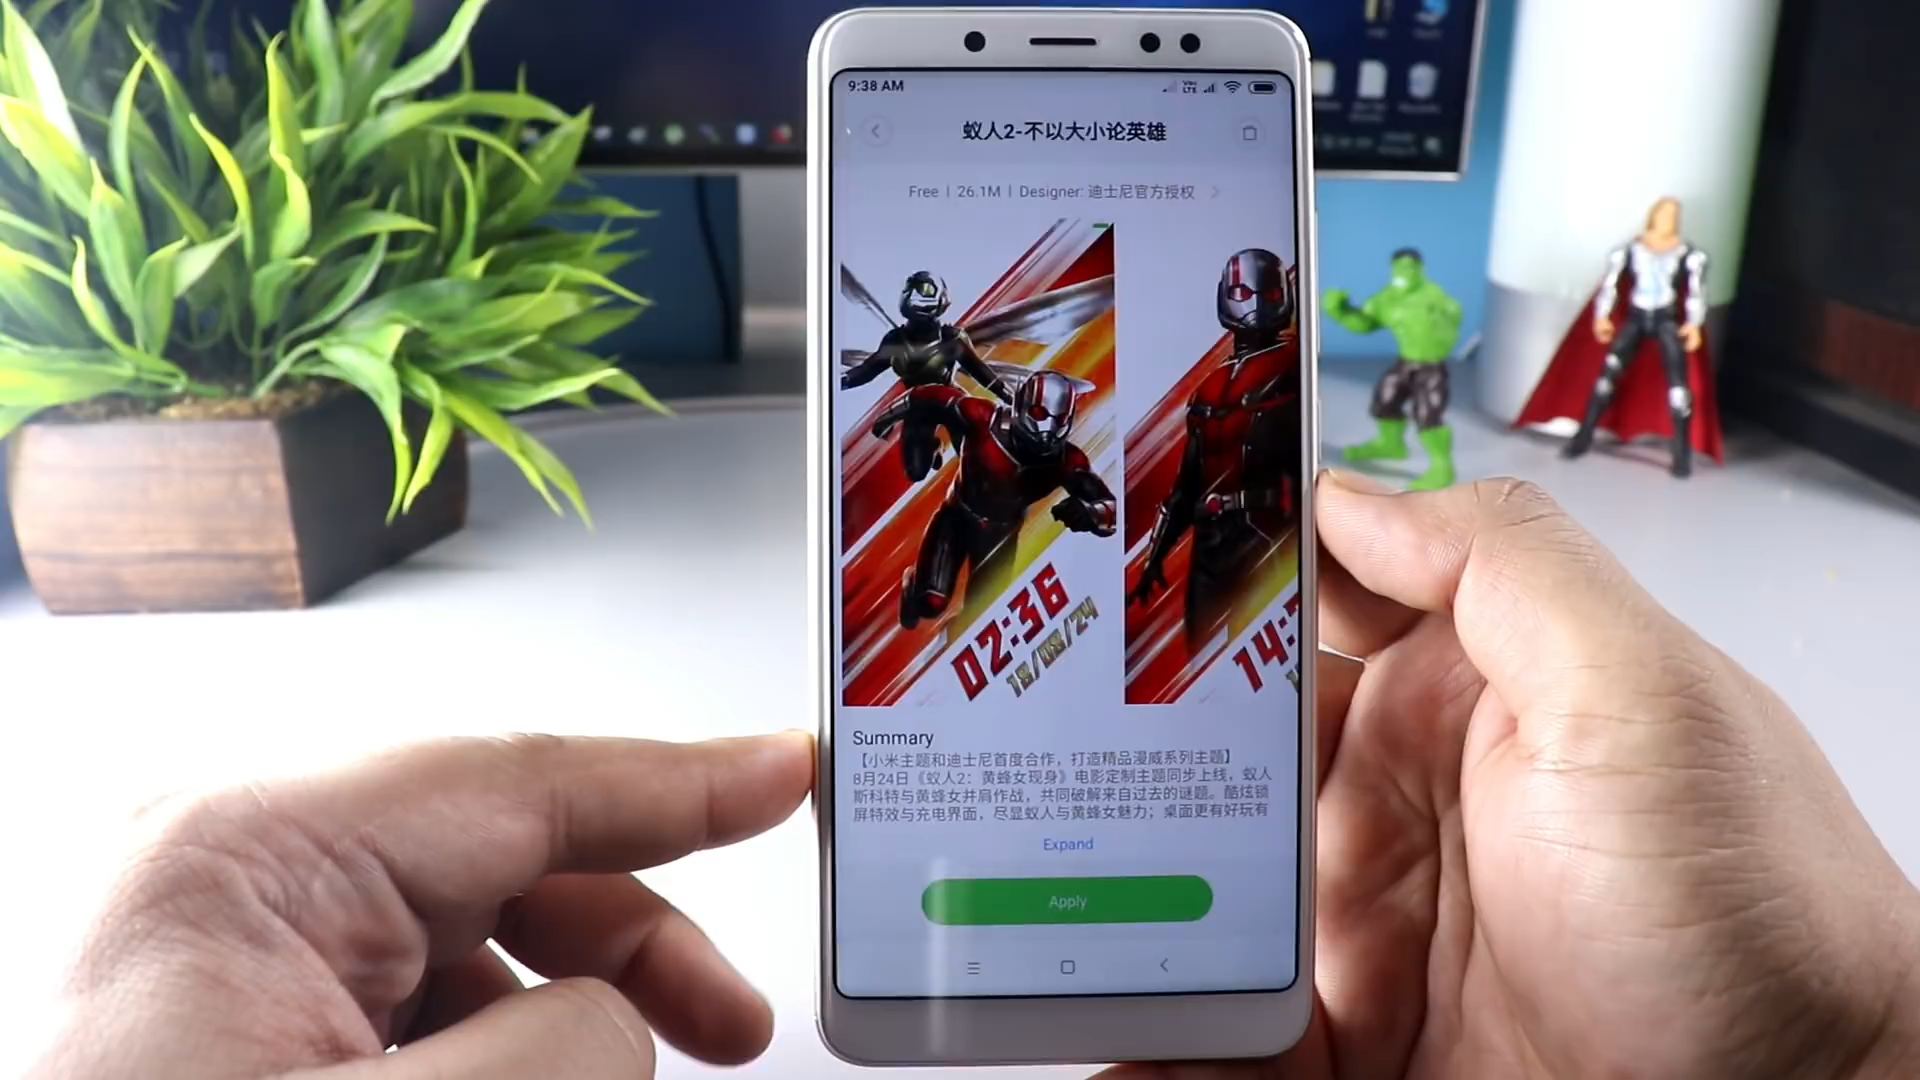 9:38 AM
蚁人2-不以大小论英雄
Free | 26.1M | Designer: 迪士尼官方授权
02:36
18/08/24
14:
Summary
【小米主题和迪士尼首度合作，打造精品漫威系列主题】
8月24日《蚁人2：黄蜂女现身》电影定制主题同步上线，蚁人
斯科特与黄蜂女并肩作战，共同破解来自过去的谜题。酷炫锁
屏特效与充电界面，尽显蚁人与黄蜂女魅力；桌面更有好玩有
Expand
Apply